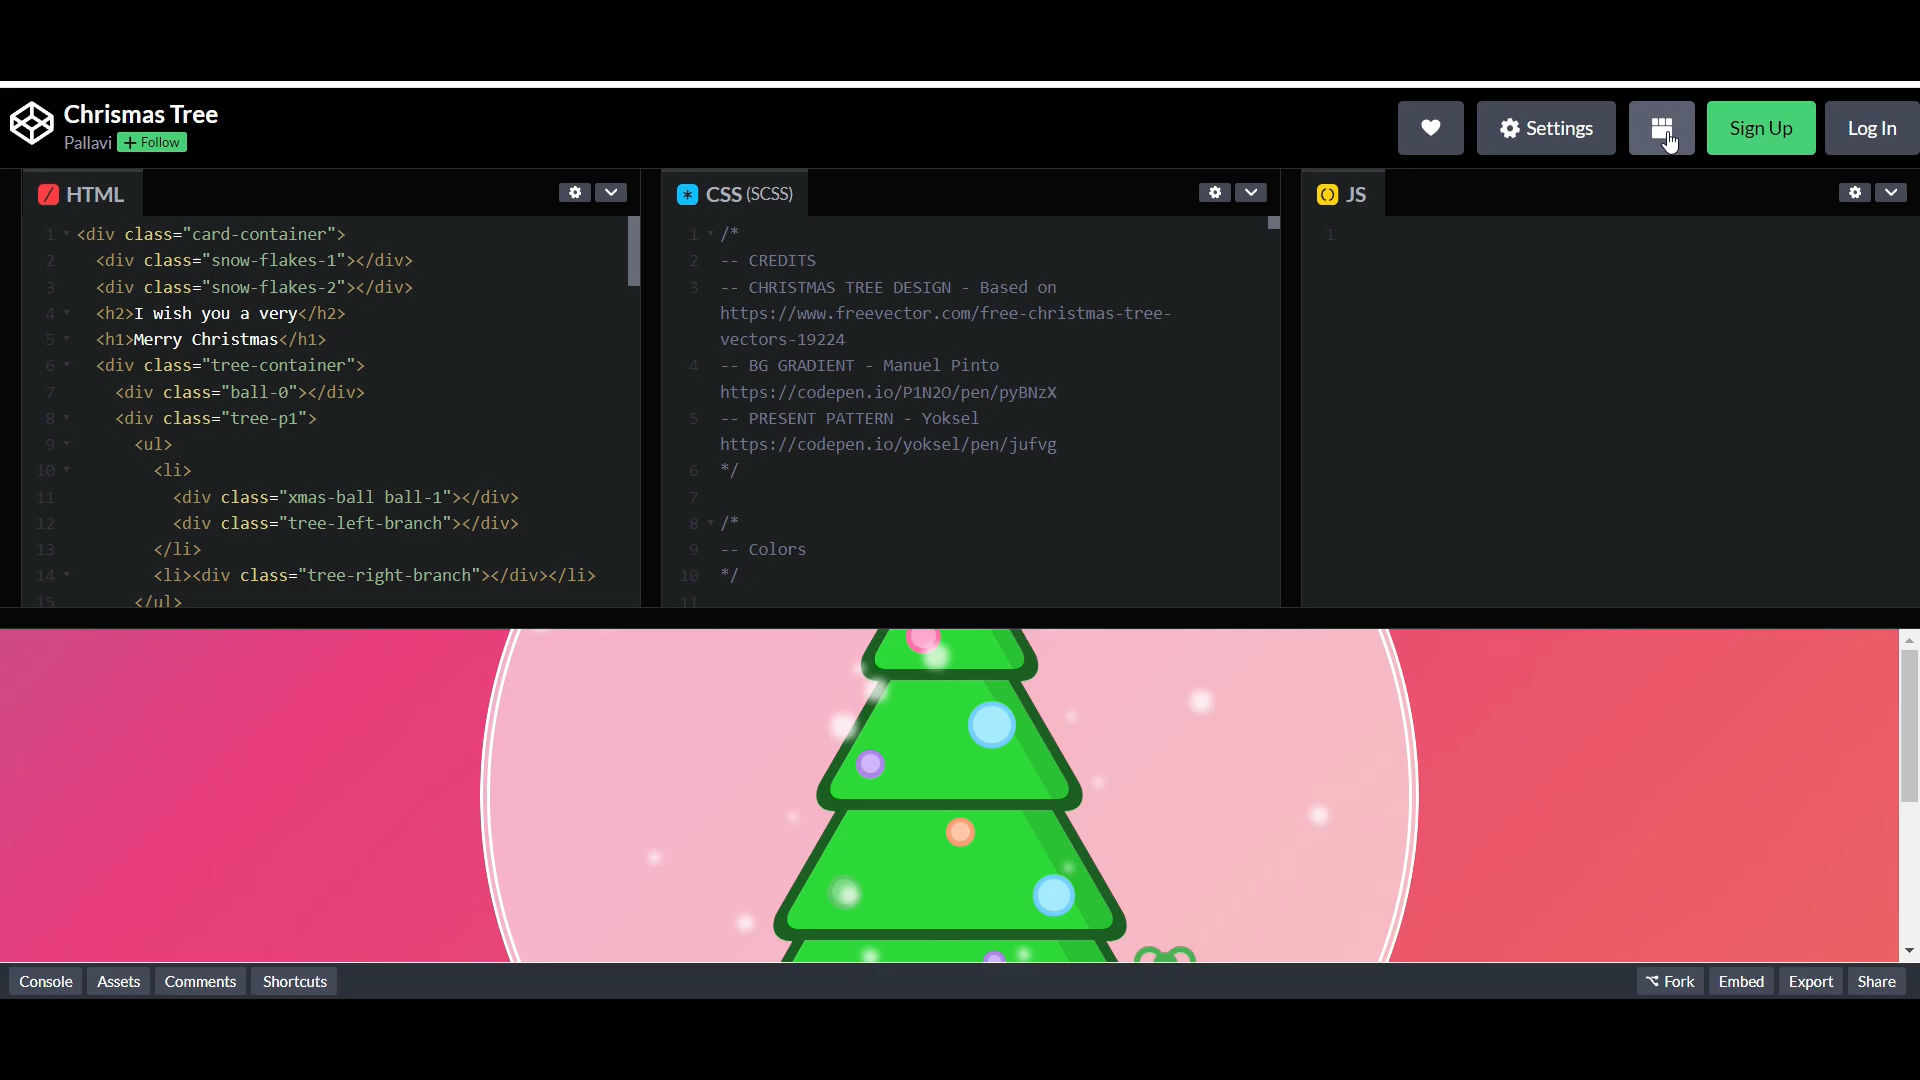 Chrismas Tree
Pallavi + Follow
Settings
Sign Up
Log In
HTML
1 <div class="card-container">
2 <div class="snow-flakes-1"></div>
3 <div class="snow-flakes-2"></div>
4 <h2>I wish you a very</h2>
5 <h1>Merry Christmas</h1>
6 <div class="tree-container">
7 <div class="ball-0"></div>
8 <div class="tree-p1">
9 <ul>
10 <li>
11 <div class="xmas-ball ball-1"></div>
12 <div class="tree-left-branch"></div>
13 </li>
14 <li><div class="tree-right-branch"></div></li>
15 </ul>
CSS (SCSS)
1 /*
2 -- CREDITS
3 -- CHRISTMAS TREE DESIGN - Based on
https://www.freevector.com/free-christmas-tree-
vectors-19224
4 -- BG GRADIENT - Manuel Pinto
https://codepen.io/P1N2O/pen/pyBNzX
5 -- PRESENT PATTERN - Yoksel
https://codepen.io/yoksel/pen/jufvg
6 */
7
8 /*
9 -- Colors
10 */
11
JS
1
Console
Assets
Comments
Shortcuts
Fork
Embed
Export
Share